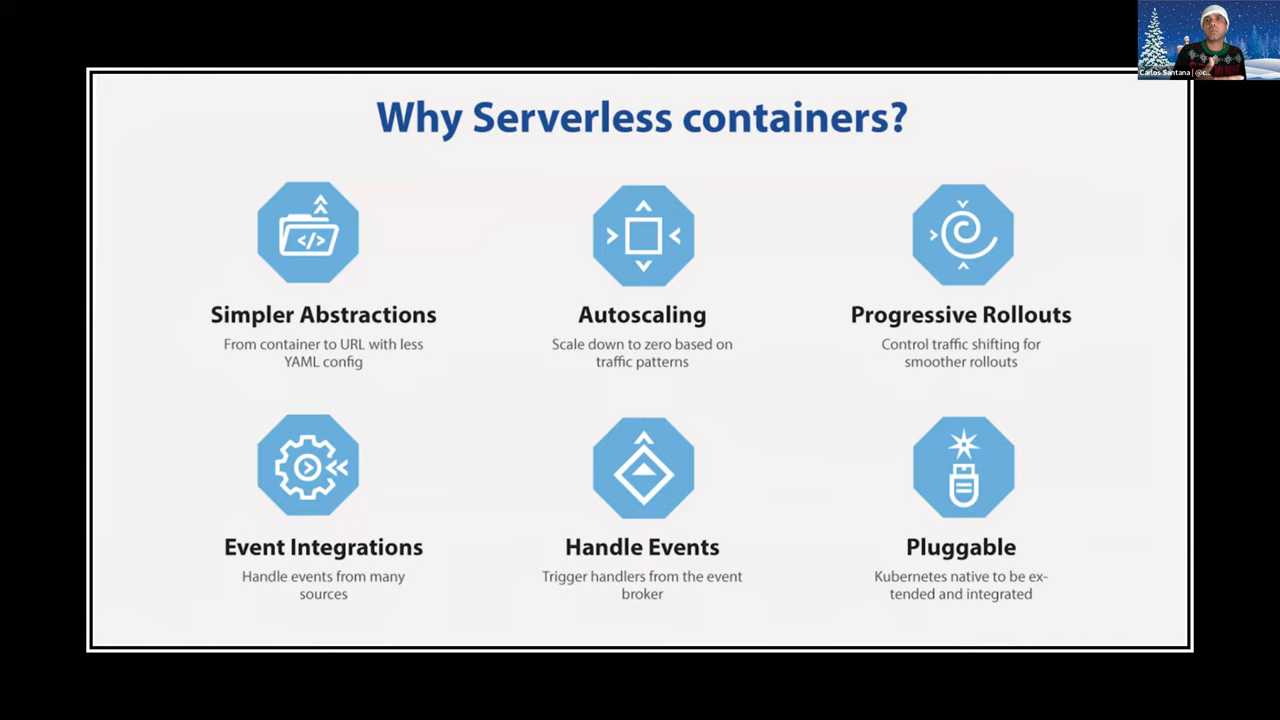 Carlos Santana | @c...
Why Serverless containers?
</>
Simpler Abstractions
From container to URL with less
YAML config
Autoscaling
Scale down to zero based on
traffic patterns
Progressive Rollouts
Control traffic shifting for
smoother rollouts
Event Integrations
Handle events from many
sources
Handle Events
Trigger handlers from the event
broker
Pluggable
Kubernetes native to be ex-
tended and integrated